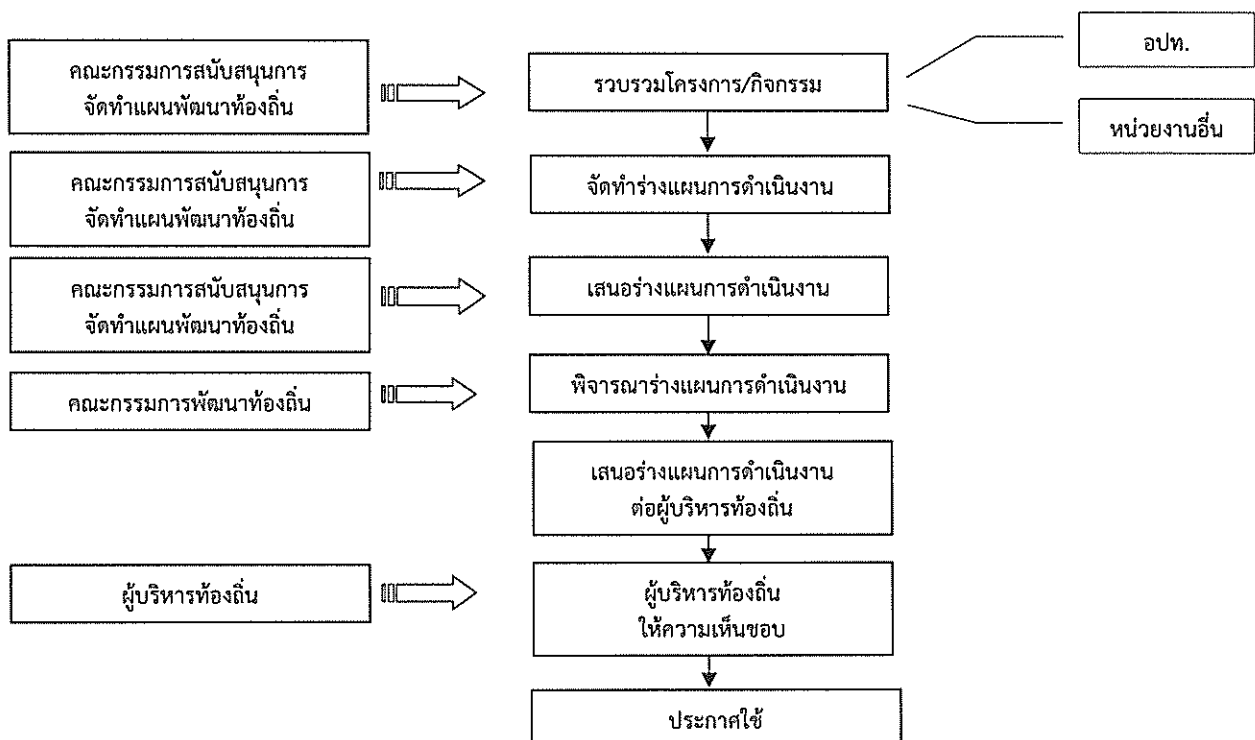 คณะกรรมการสนับสนุนการ
จัดทำแผนพัฒนาท้องถิ่น
รวบรวมโครงการ/กิจกรรม
อปท.
หน่วยงานอื่น
คณะกรรมการสนับสนุนการ
จัดทำแผนพัฒนาท้องถิ่น
จัดทำร่างแผนการดำเนินงาน
คณะกรรมการสนับสนุนการ
จัดทำแผนพัฒนาท้องถิ่น
เสนอร่างแผนการดำเนินงาน
คณะกรรมการพัฒนาท้องถิ่น
พิจารณาร่างแผนการดำเนินงาน
เสนอร่างแผนการดำเนินงาน
ต่อผู้บริหารท้องถิ่น
ผู้บริหารท้องถิ่น
ผู้บริหารท้องถิ่น
ให้ความเห็นชอบ
ประกาศใช้